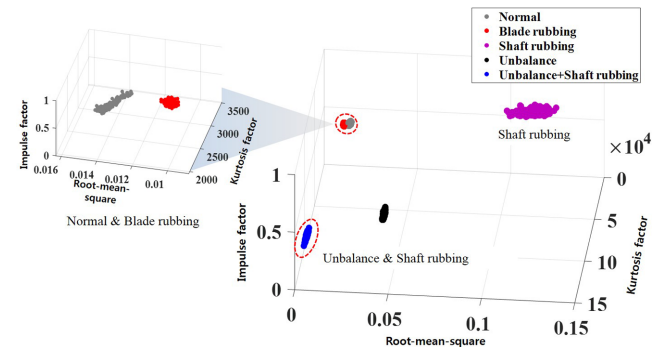 Normal
Blade rubbing
Shaft rubbing
Unbalance
Unbalance+Shaft rubbing
Impulse factor
1
0.5
0
0.016
0.014
0.012
0.01
Root-mean-
square
2000
2500
3000
3500
Kurtosis factor
Normal & Blade rubbing
Shaft rubbing
×10⁴
0
5
10
15
Kurtosis factor
Impulse factor
1
0.5
0
Unbalance & Shaft rubbing
0
0.05
0.1
0.15
Root-mean-square